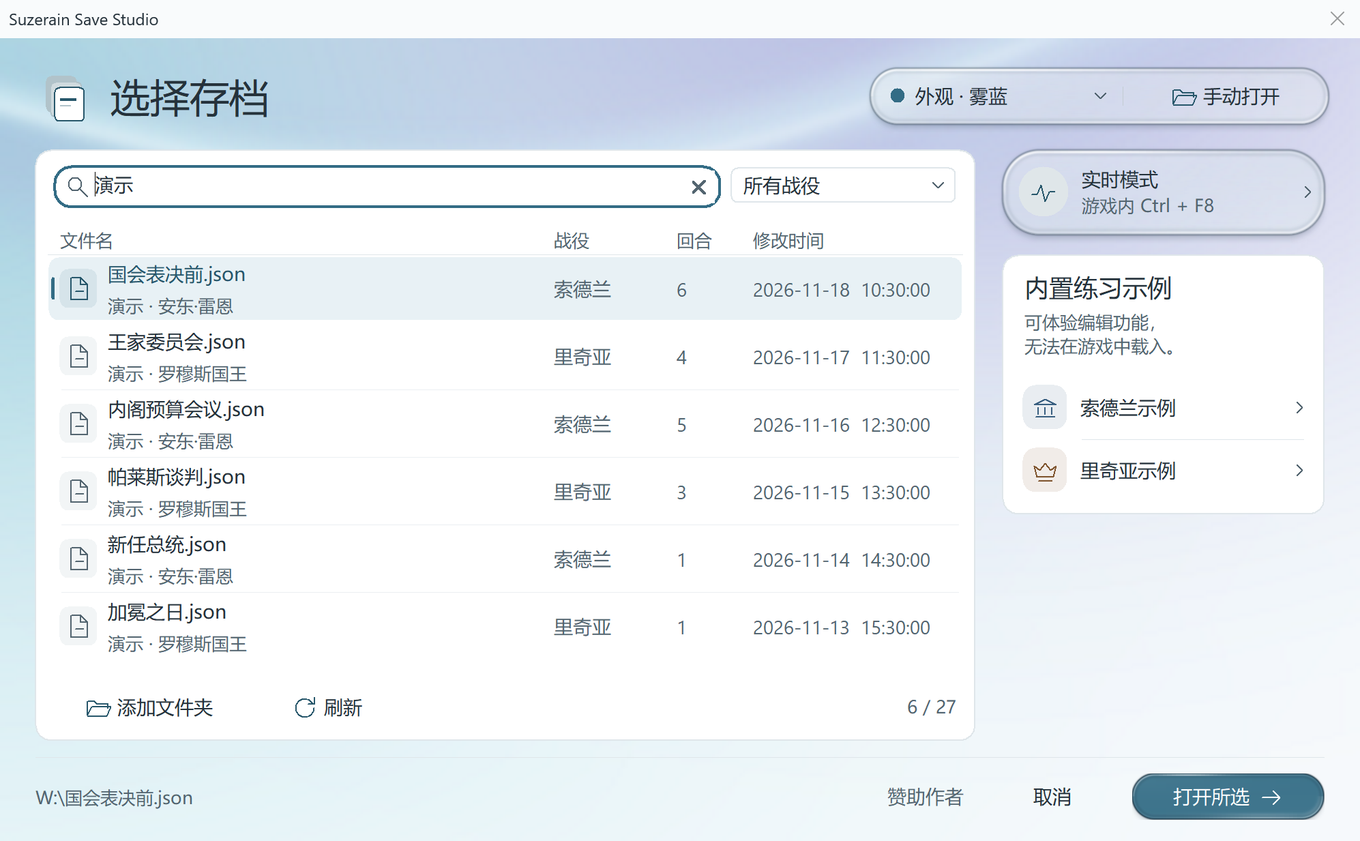 Suzerain Save Studio
选择存档
外观 · 雾蓝
手动打开
演示
所有战役
实时模式
游戏内 Ctrl + F8
文件名 战役 回合 修改时间
国会表决前.json
演示 · 安东·雷恩
索德兰 6 2026-11-18 10:30:00
王家委员会.json
演示 · 罗穆斯国王
里奇亚 4 2026-11-17 11:30:00
内阁预算会议.json
演示 · 安东·雷恩
索德兰 5 2026-11-16 12:30:00
帕莱斯谈判.json
演示 · 罗穆斯国王
里奇亚 3 2026-11-15 13:30:00
新任总统.json
演示 · 安东·雷恩
索德兰 1 2026-11-14 14:30:00
加冕之日.json
演示 · 罗穆斯国王
里奇亚 1 2026-11-13 15:30:00
添加文件夹
刷新
6 / 27
内置练习示例
可体验编辑功能，
无法在游戏中载入。
索德兰示例
里奇亚示例
W:\国会表决前.json
赞助作者
取消
打开所选